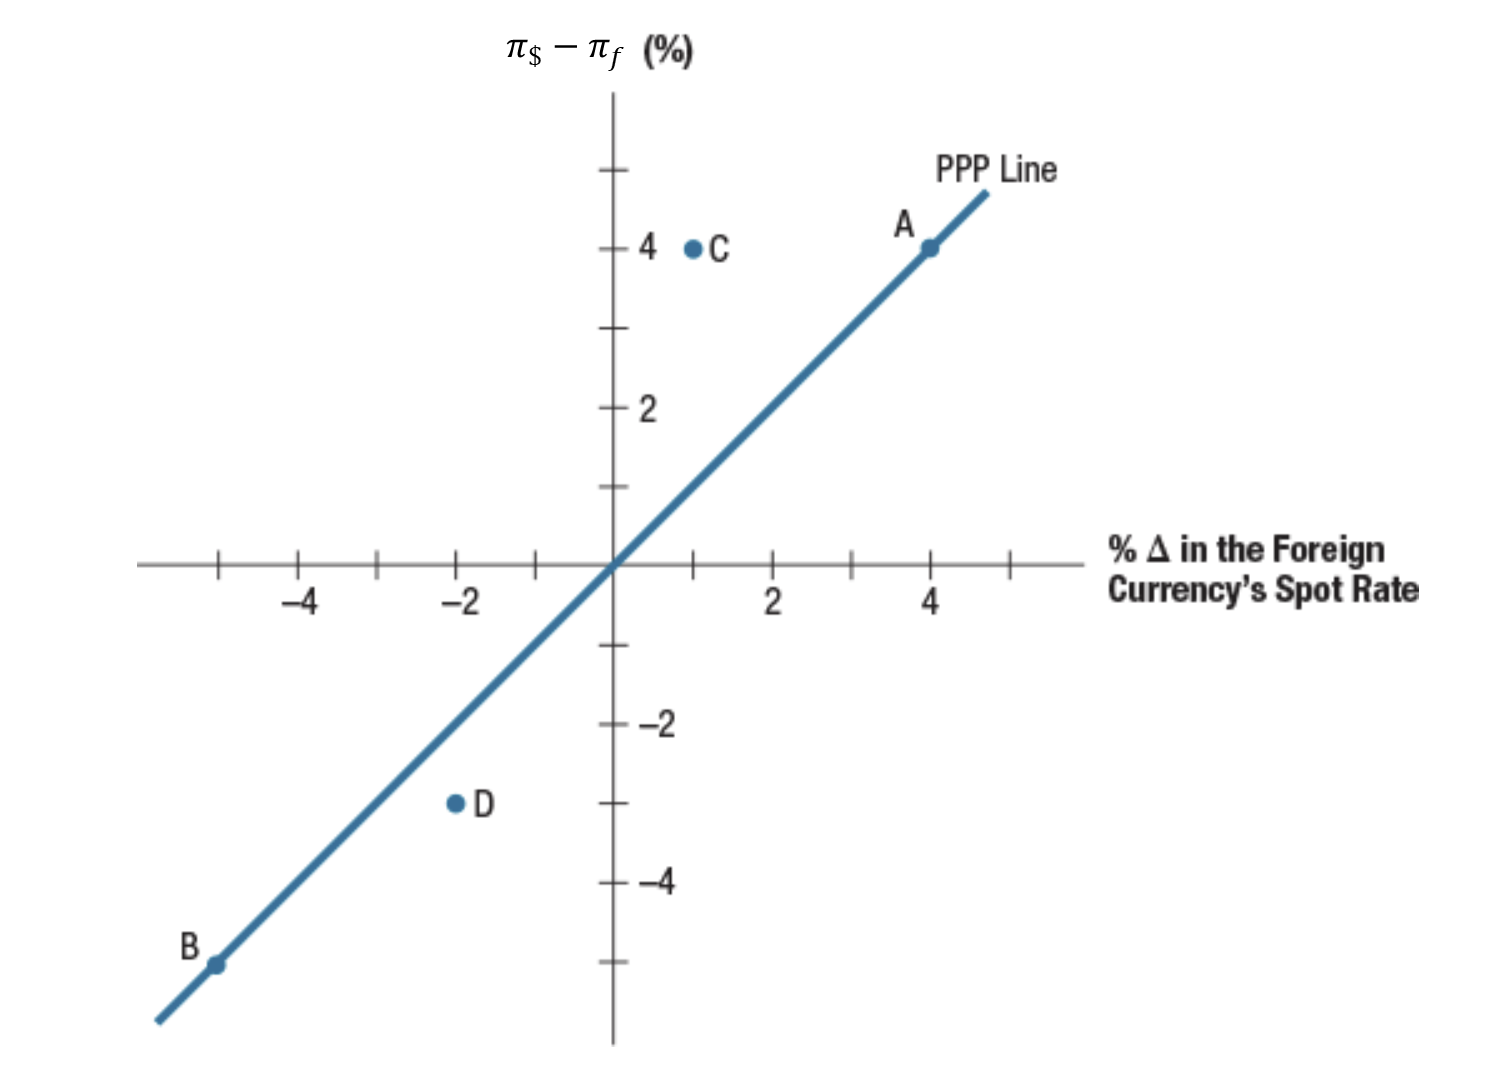 π$ − πf (%)
PPP Line
A
4
C
2
% Δ in the Foreign
Currency's Spot Rate
–4
–2
2
4
–2
D
–4
B